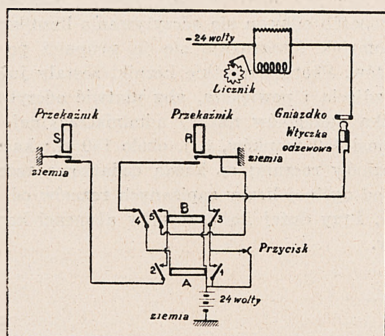 – 24 wolty
Licznik
Przekaźnik
S
Przekaźnik
R
Gniazdko
Wtyczka
odzewowa
ziemia
ziemia
4 5 B 3
Przycisk
2 A 1
24 wolty
ziemia